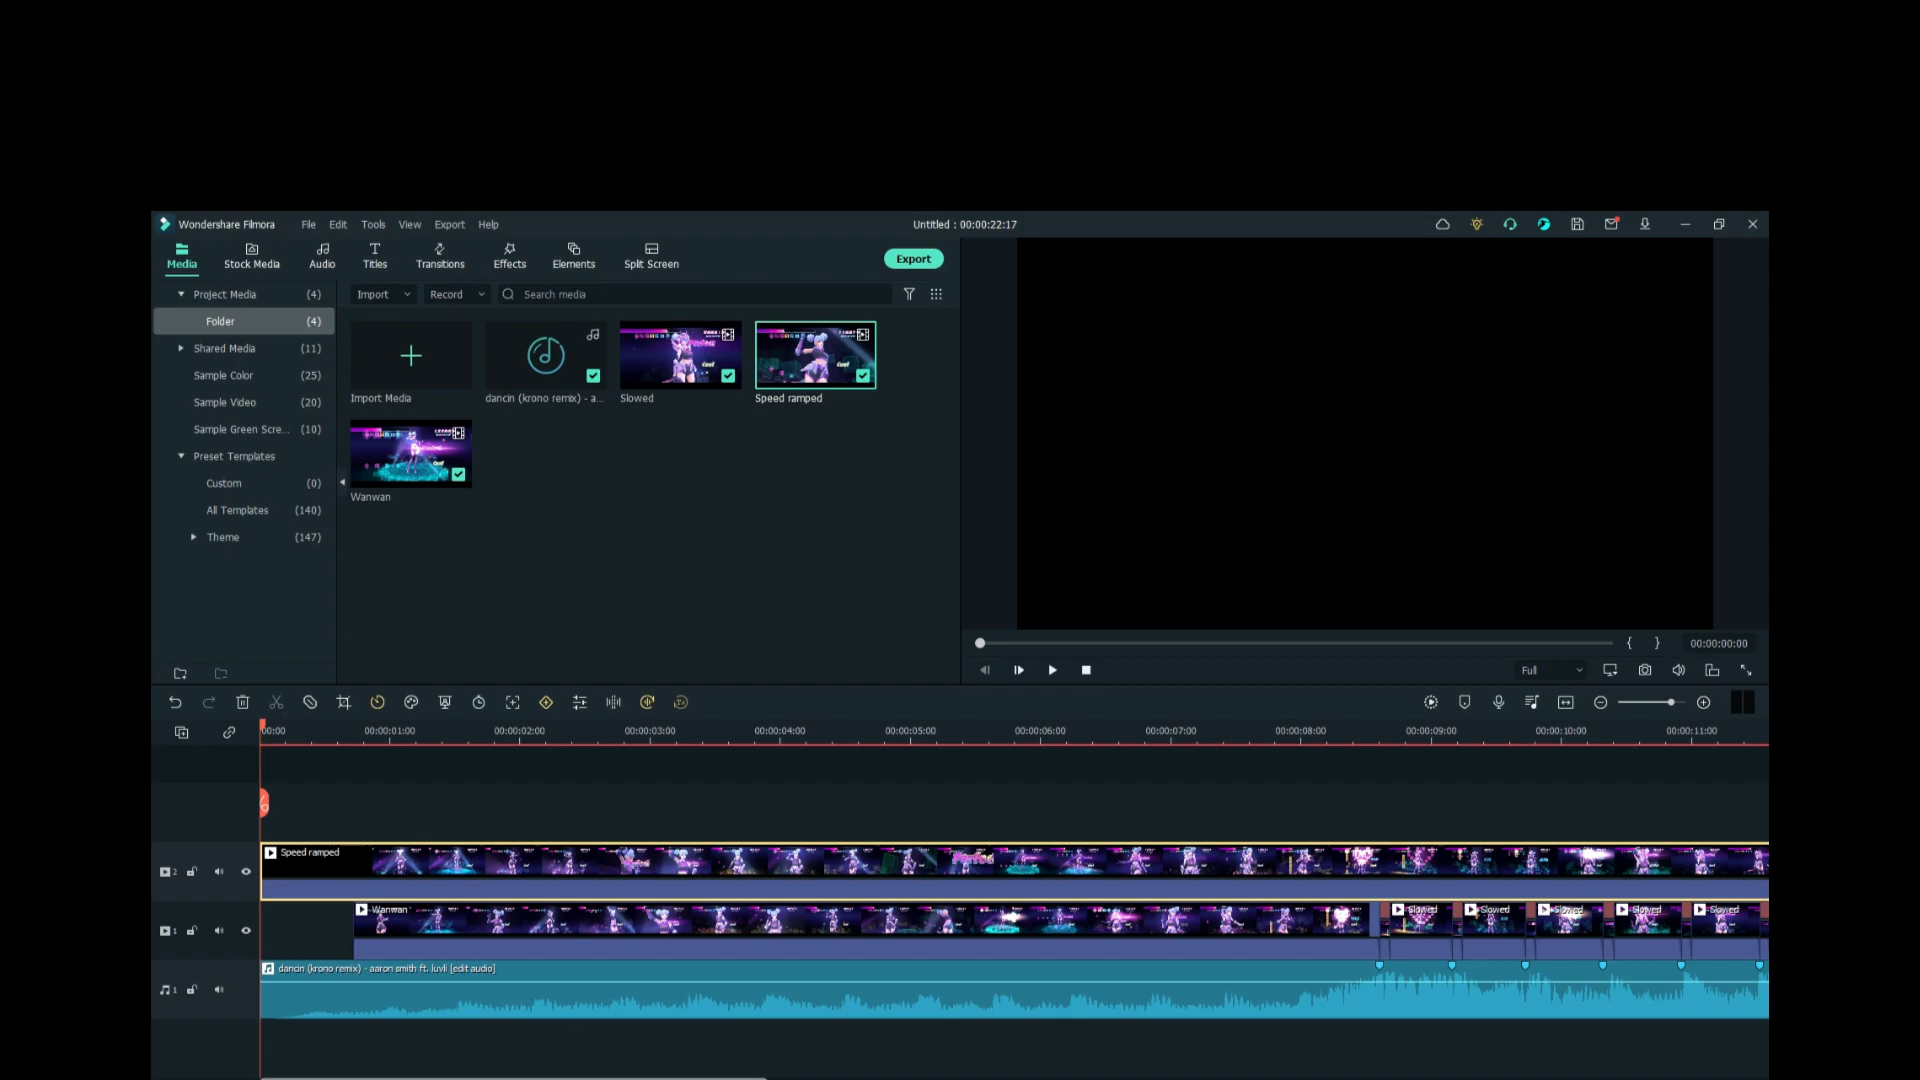 Wondershare Filmora File Edit Tools View Export Help Untitled : 00:00:22:17
Media Stock Media Audio Titles Transitions Effects Elements Split Screen Export
Project Media (4)
Import Record Search media
Folder (4)
Shared Media (11)
Sample Color (25)
Sample Video (20)
Sample Green Scre... (10)
Preset Templates
Custom (0)
All Templates (140)
Theme (147)
Import Media
dancin (krono remix) - a...
Slowed
Speed ramped
Wanwan
00:00:00:00
Full
00:00 00:00:01:00 00:00:02:00 00:00:03:00 00:00:04:00 00:00:05:00 00:00:06:00 00:00:07:00 00:00:08:00 00:00:09:00 00:00:10:00 00:00:11:00
2 Speed ramped
1 Wanwan Slowed Slowed Slowed Slowed Slowed
dancin (krono remix) - aaron smith ft. luvli [edit audio]
1